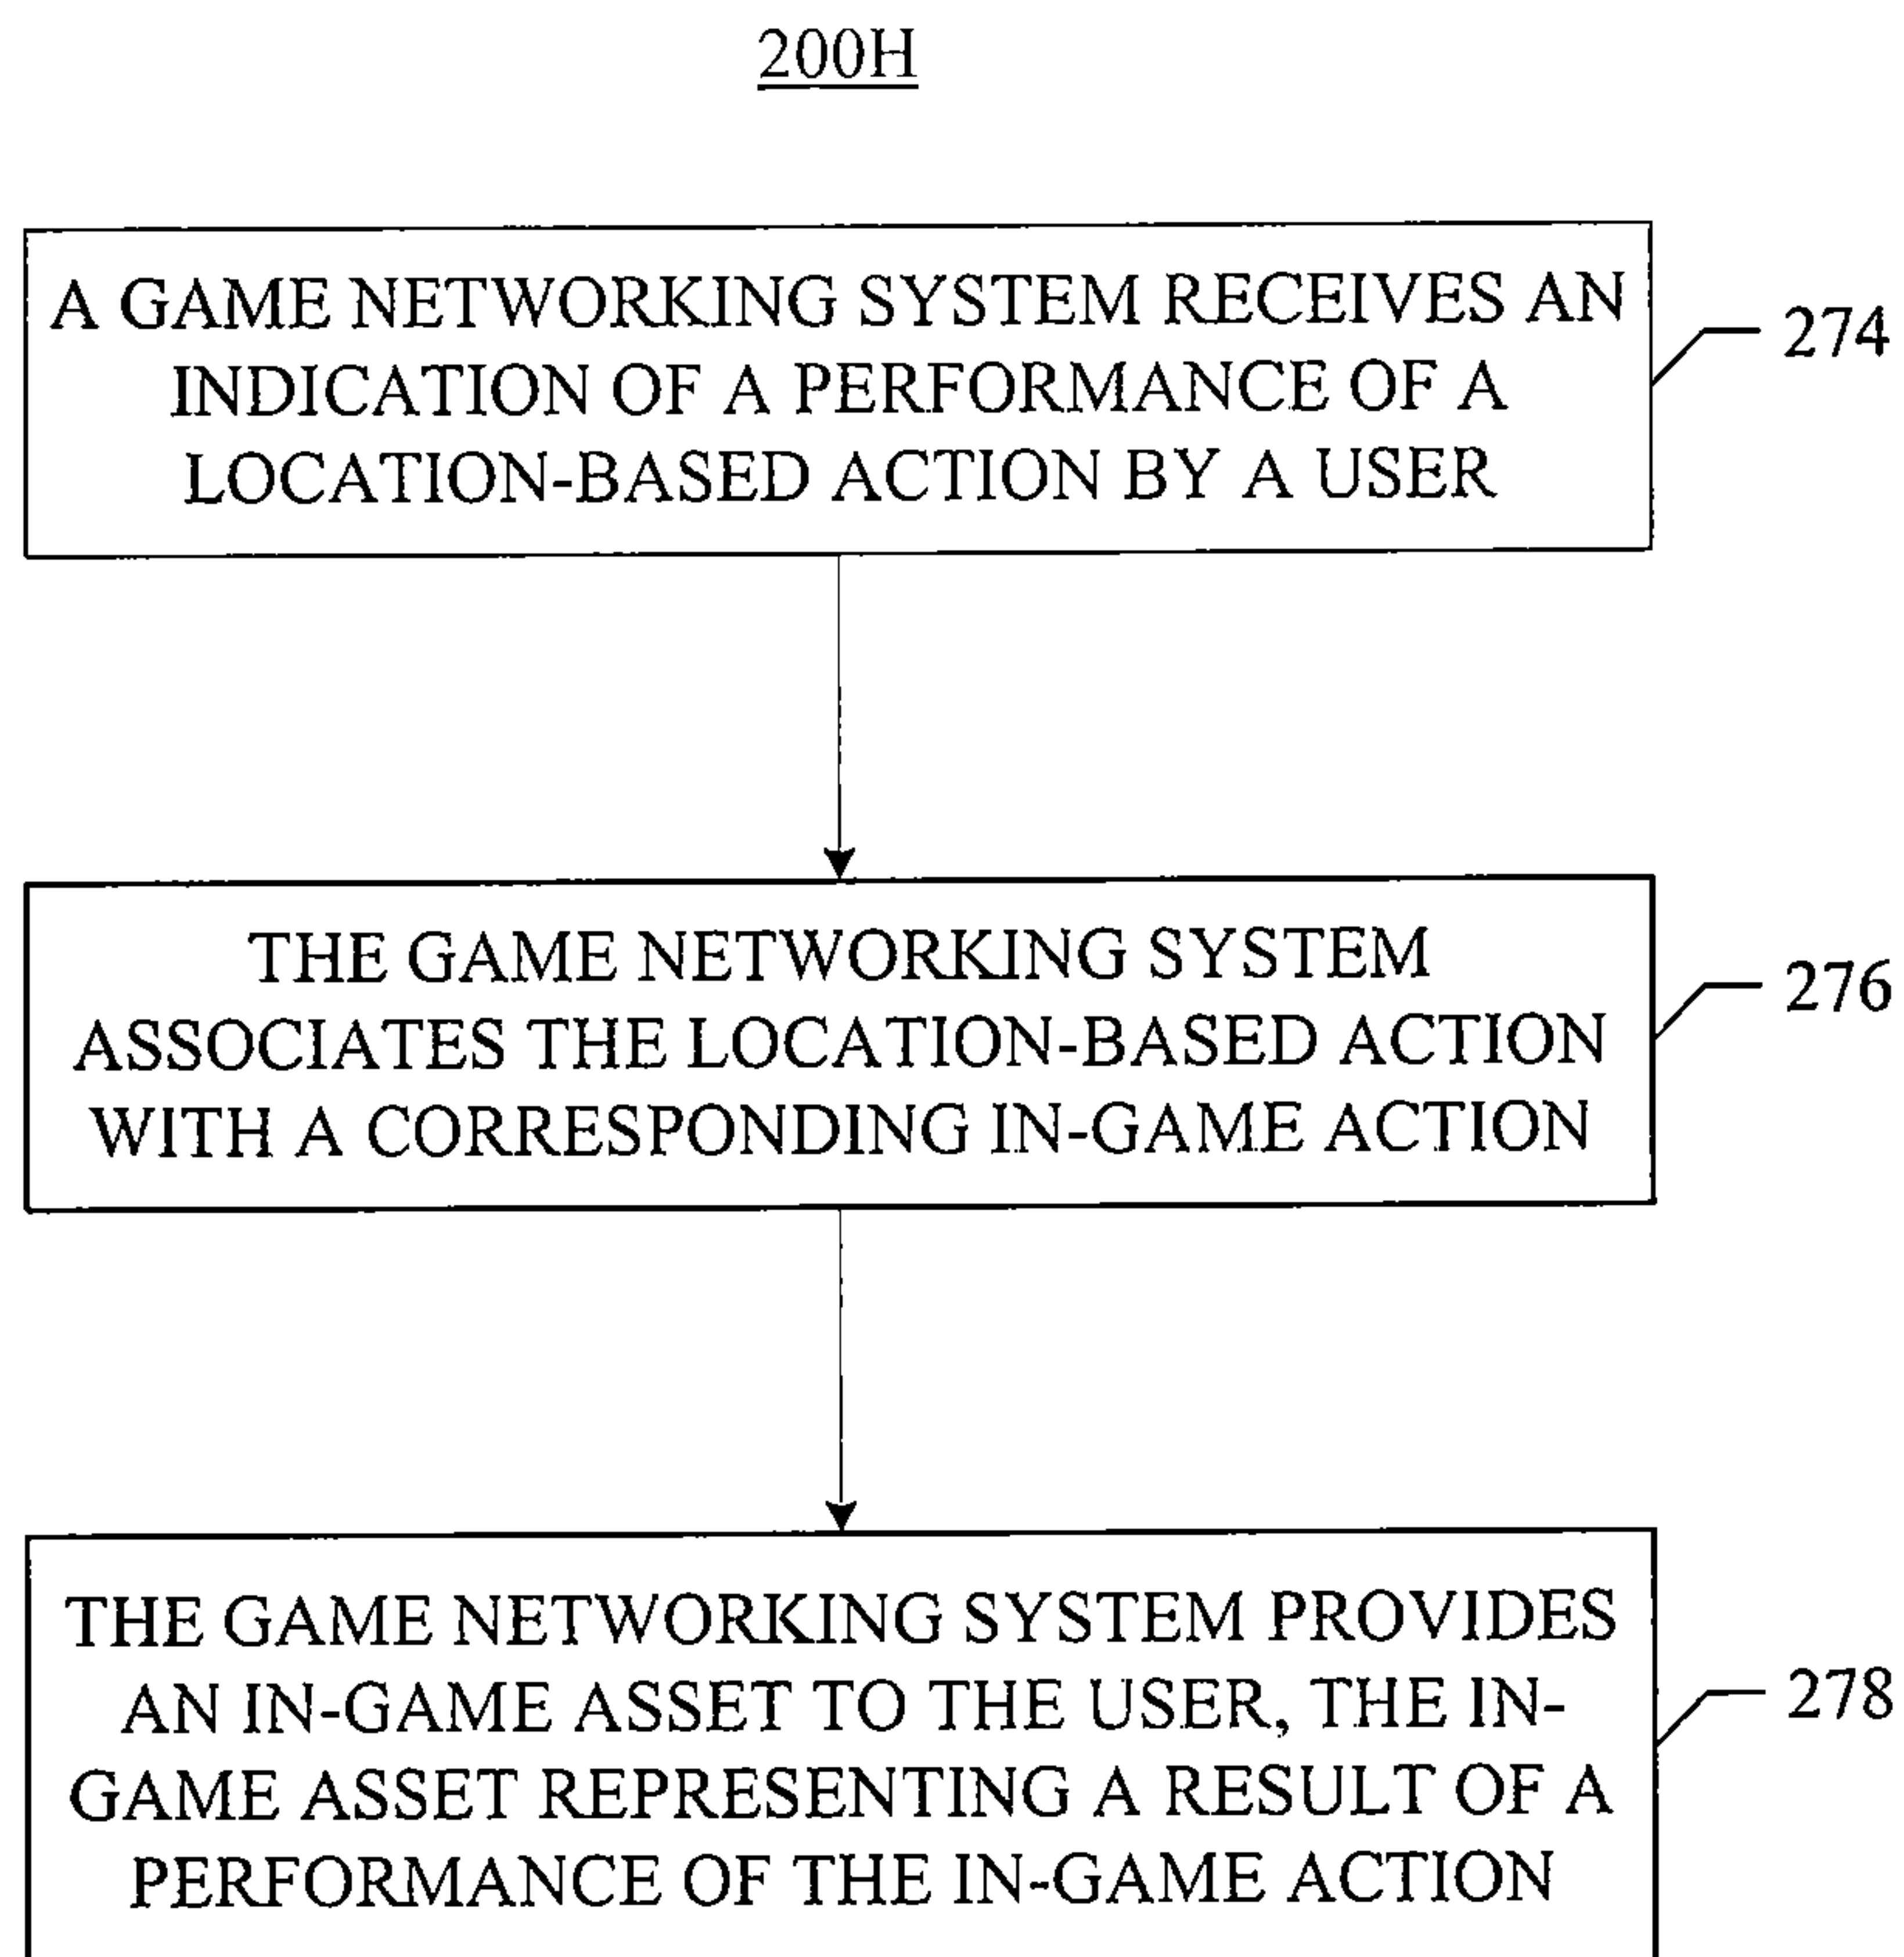 200H
A GAME NETWORKING SYSTEM RECEIVES AN
INDICATION OF A PERFORMANCE OF A
LOCATION-BASED ACTION BY A USER
274
THE GAME NETWORKING SYSTEM
ASSOCIATES THE LOCATION-BASED ACTION
WITH A CORRESPONDING IN-GAME ACTION
276
THE GAME NETWORKING SYSTEM PROVIDES
AN IN-GAME ASSET TO THE USER, THE IN-
GAME ASSET REPRESENTING A RESULT OF A
PERFORMANCE OF THE IN-GAME ACTION
278